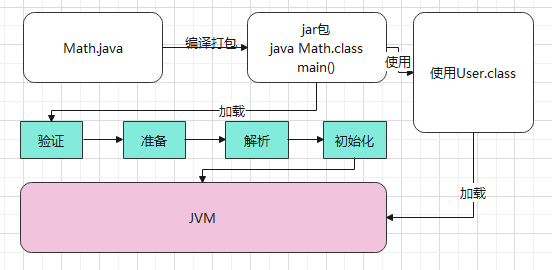 Math.java
编译打包
jar包
java Math.class
main()
使用
使用User.class
加载
验证
准备
解析
初始化
加载
JVM